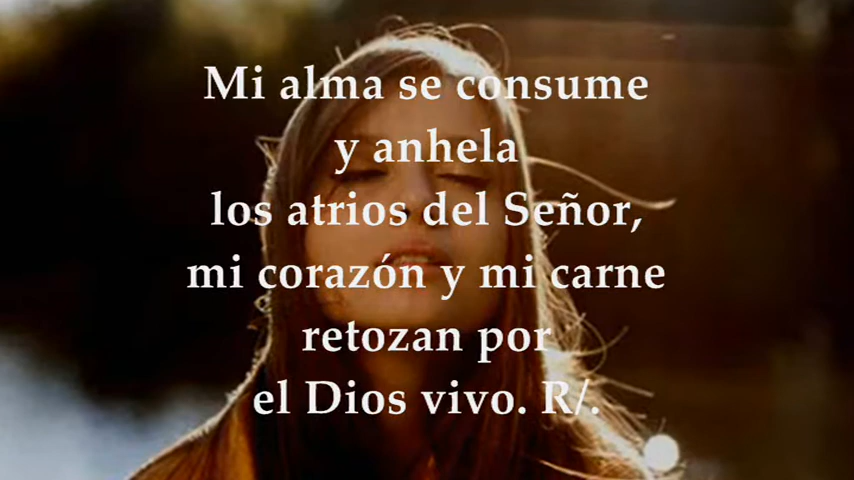 Mi alma se consume
y anhela
los atrios del Señor,
mi corazón y mi carne
retozan por
el Dios vivo. R/.